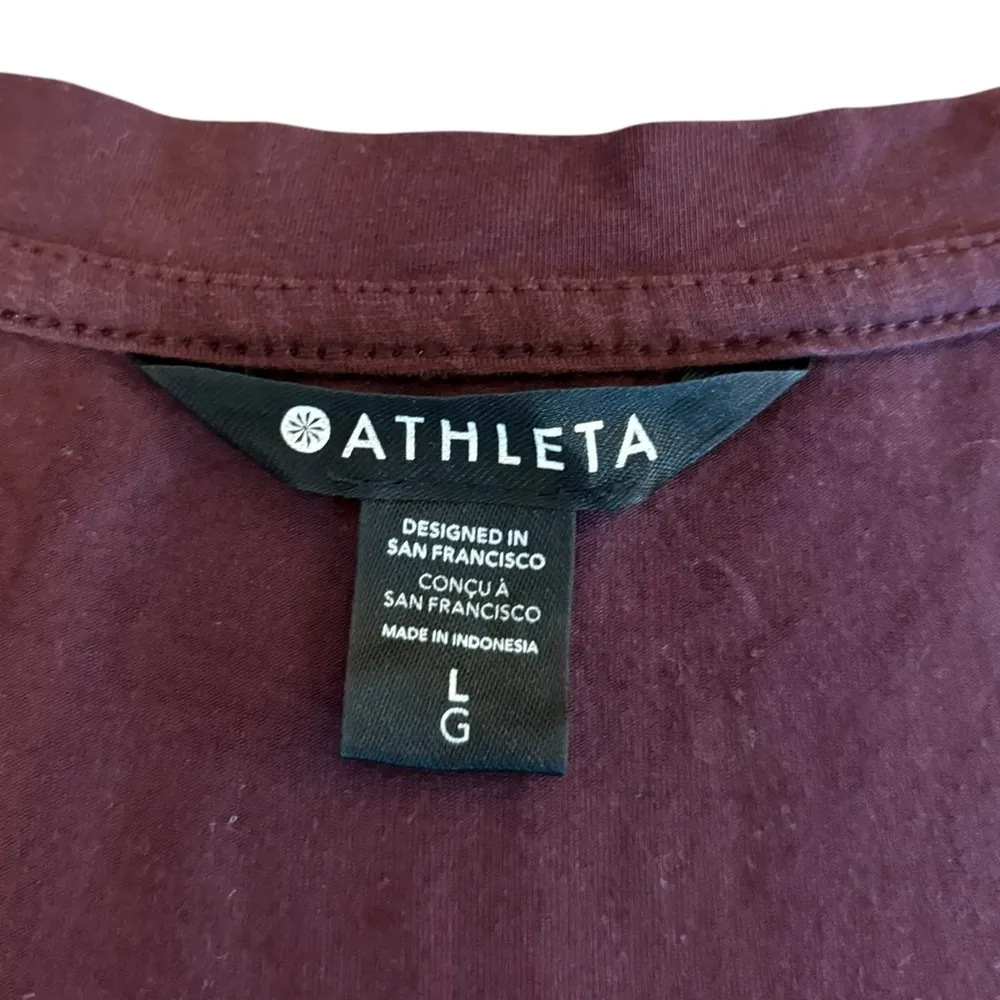 ATHLETA
DESIGNED IN
SAN FRANCISCO
CONÇU À
SAN FRANCISCO
MADE IN INDONESIA
L
G